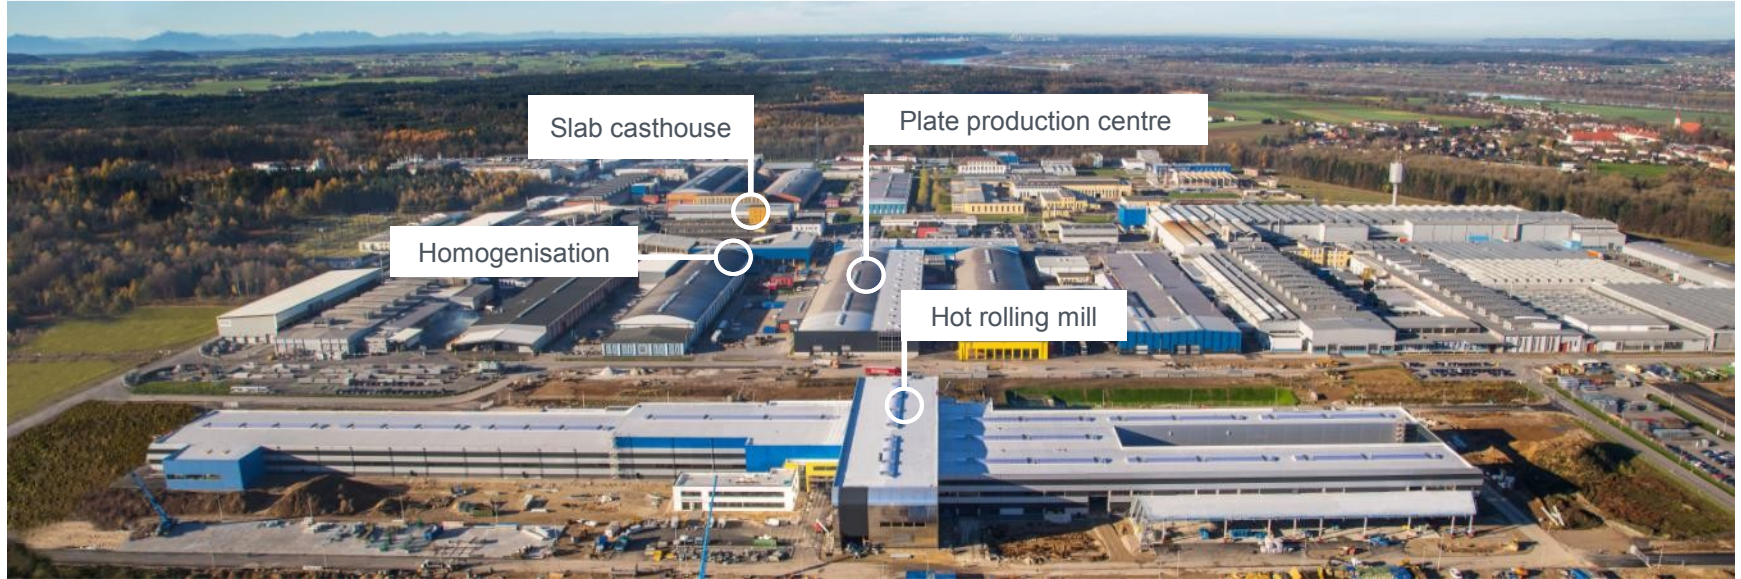 Slab casthouse
Plate production centre
Homogenisation
Hot rolling mill